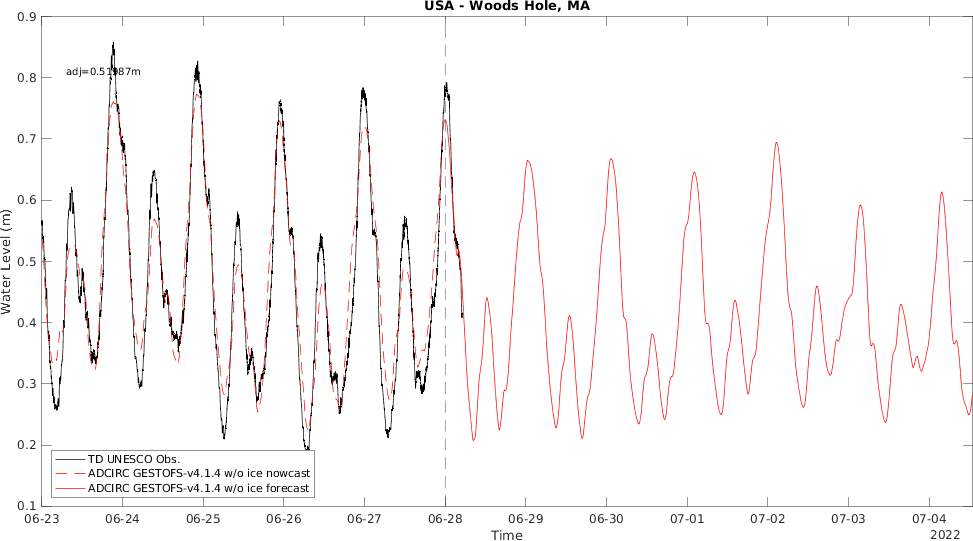 USA - Woods Hole, MA
0.9
0.8
0.7
0.6
0.5
0.4
0.3
0.2
0.1
Water Level (m)
adj=0.51987m
TD UNESCO Obs.
ADCIRC GESTOFS-v4.1.4 w/o ice nowcast
ADCIRC GESTOFS-v4.1.4 w/o ice forecast
06-23 06-24 06-25 06-26 06-27 06-28 06-29 06-30 07-01 07-02 07-03 07-04
Time
2022